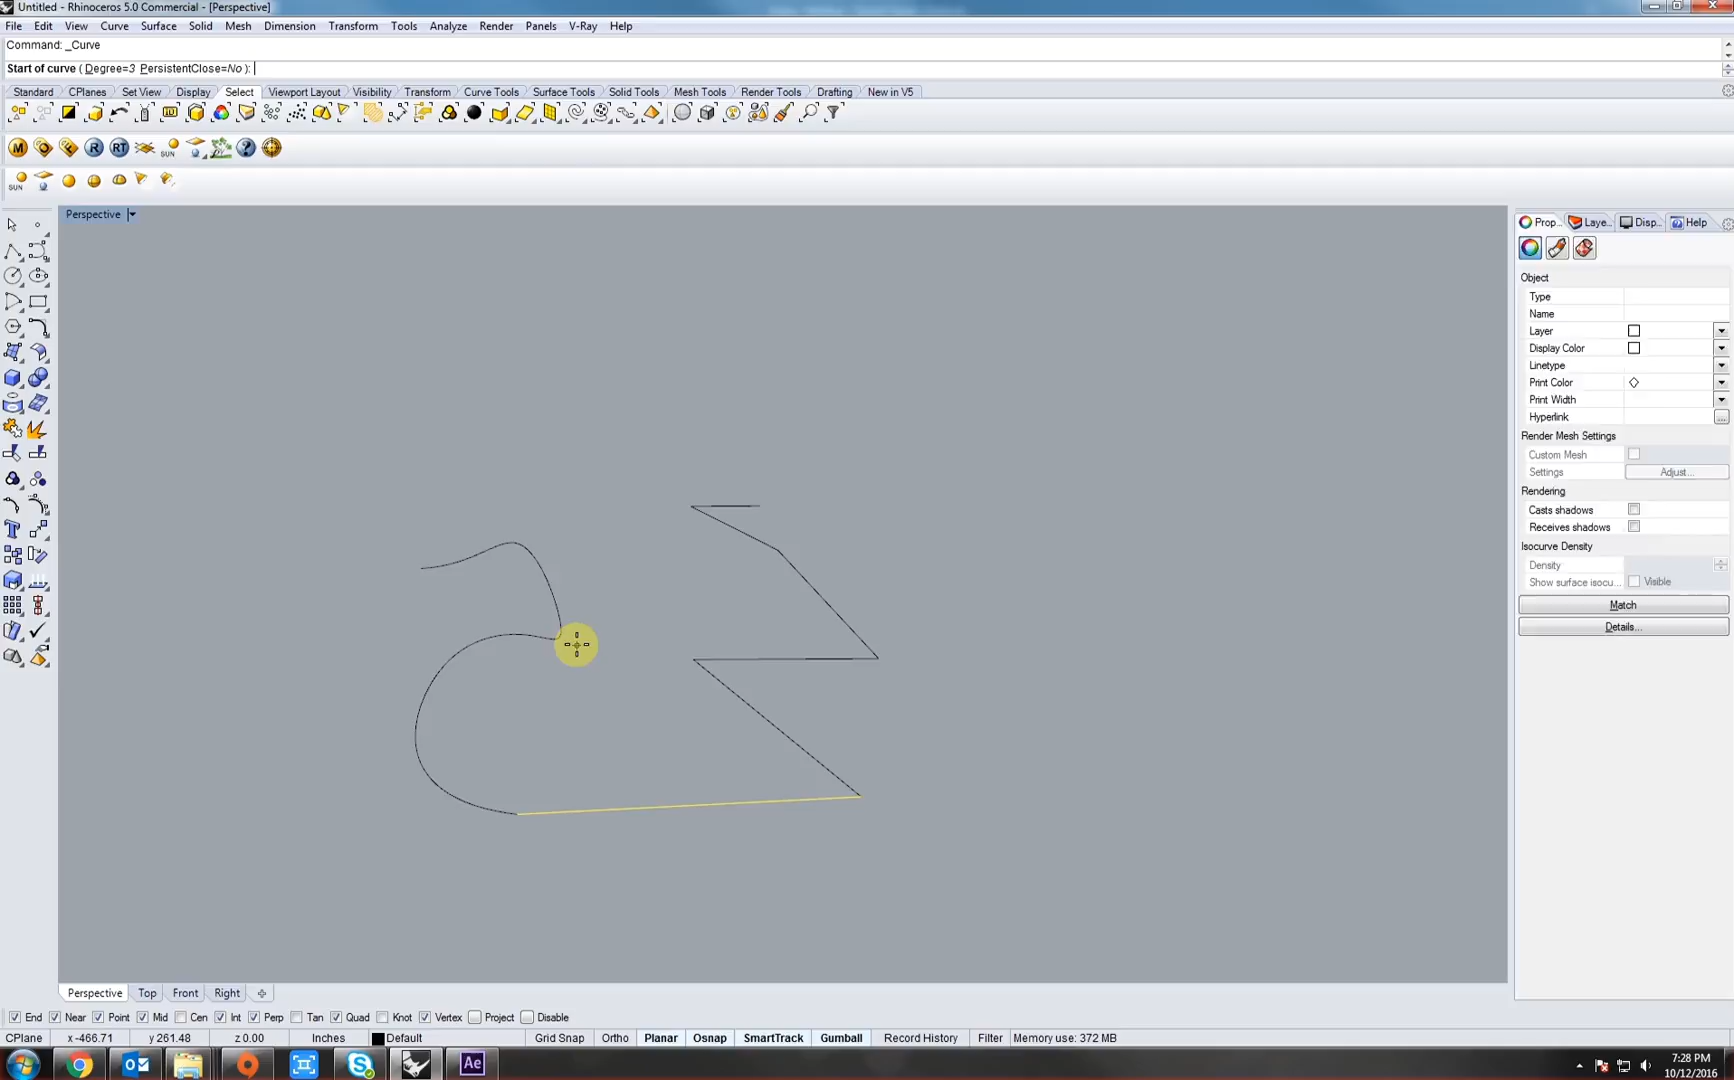 Untitled - Rhinoceros 5.0 Commercial - [Perspective]
File Edit View Curve Surface Solid Mesh Dimension Transform Tools Analyze Render Panels V-Ray Help
Command: _Curve
Start of curve ( Degree=3 PersistentClose=No ):
Standard CPlanes Set View Display Select Viewport Layout Visibility Transform Curve Tools Surface Tools Solid Tools Mesh Tools Render Tools Drafting New in V5
M R RT SUN ?
SUN
Perspective
Prop... Laye... Disp... Help
Object
Type
Name
Layer
Display Color
Linetype
Print Color
Print Width
Hyperlink
...
Render Mesh Settings
Custom Mesh
Settings Adjust...
Rendering
Casts shadows
Receives shadows
Isocurve Density
Density
Show surface isocu... Visible
Match
Details...
Perspective Top Front Right
End Near Point Mid Cen Int Perp Tan Quad Knot Vertex Project Disable
CPlane x -466.71 y 261.48 z 0.00 Inches Default Grid Snap Ortho Planar Osnap SmartTrack Gumball Record History Filter Memory use: 372 MB
Ae
7:28 PM
10/12/2016